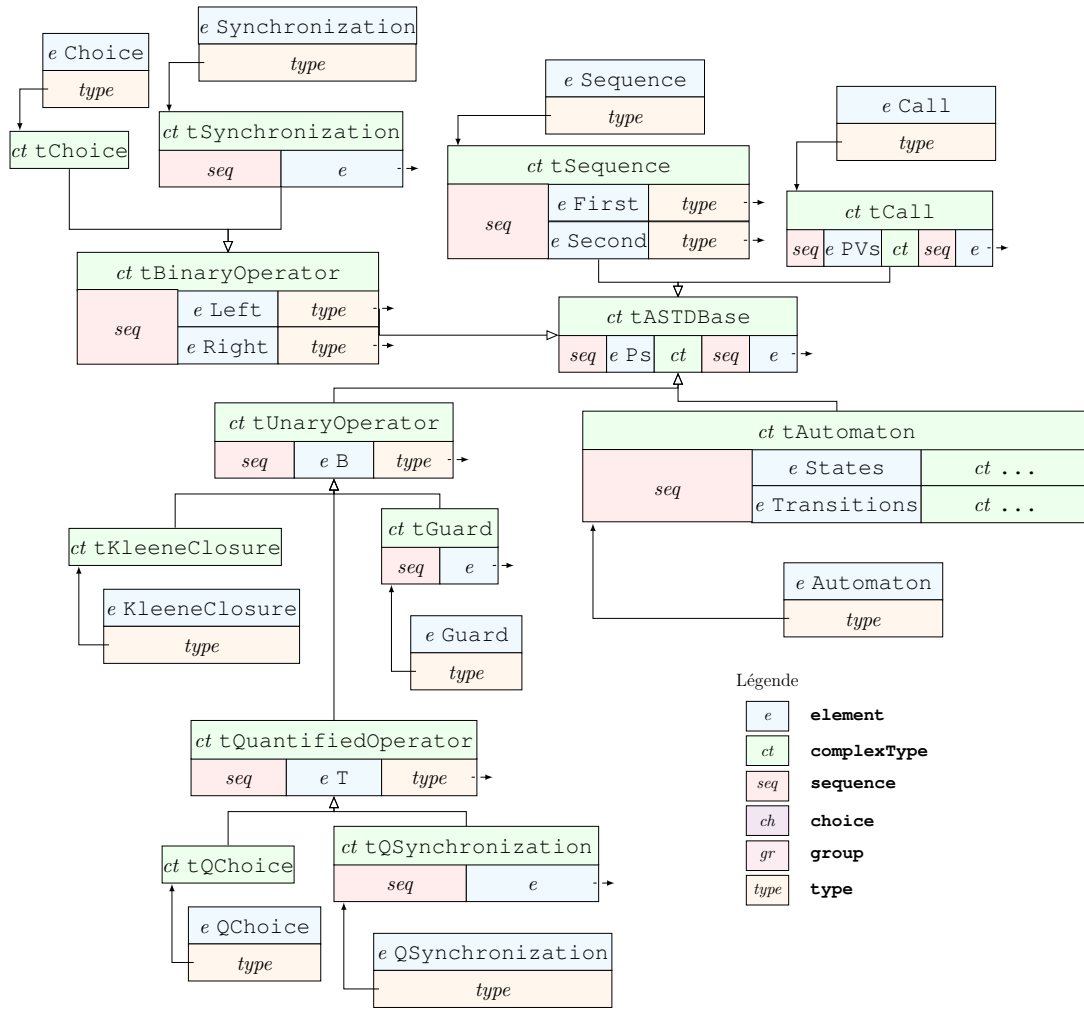 e Choice
type
ct tChoice
e Synchronization
type
ct tSynchronization
seq e
e Sequence
type
ct tSequence
seq
e First type
e Second type
e Call
type
ct tCall
seq e PVs ct seq e
ct tBinaryOperator
seq
e Left type
e Right type
ct tASTDBase
seq e Ps ct seq e
ct tUnaryOperator
seq e B type
ct tAutomaton
seq
e States ct ...
e Transitions ct ...
ct tKleeneClosure
e KleeneClosure
type
ct tGuard
seq e
e Guard
type
e Automaton
type
ct tQuantifiedOperator
seq e T type
ct tQChoice
e QChoice
type
ct tQSynchronization
seq e
e QSynchronization
type
Légende
e element
ct complexType
seq sequence
ch choice
gr group
type type